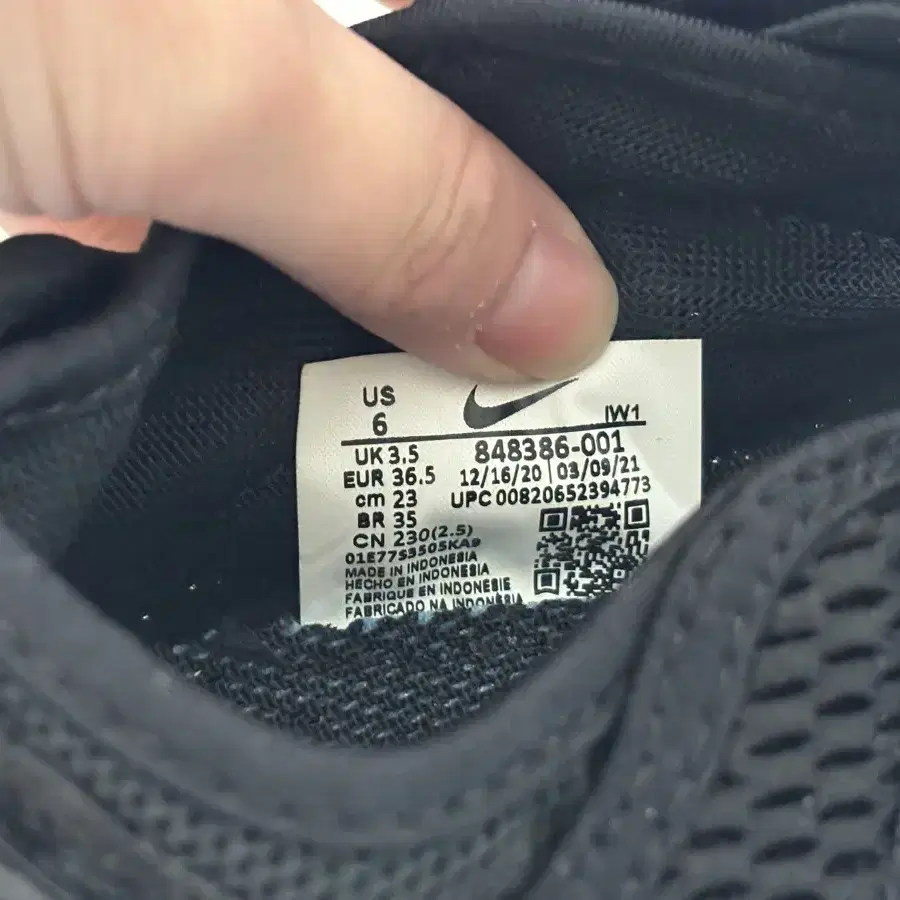 US
6
IW1
UK 3.5
848386-001
EUR 36.5
12/16/20 | 03/09/21
cm 23
UPC 00820652394773
BR 35
CN 230(2.5)
01E77S3505KA9
MADE IN INDONESIA
HECHO EN INDONESIA
FABRIQUE EN INDONESIE
FABRICADO NA INDONESIA